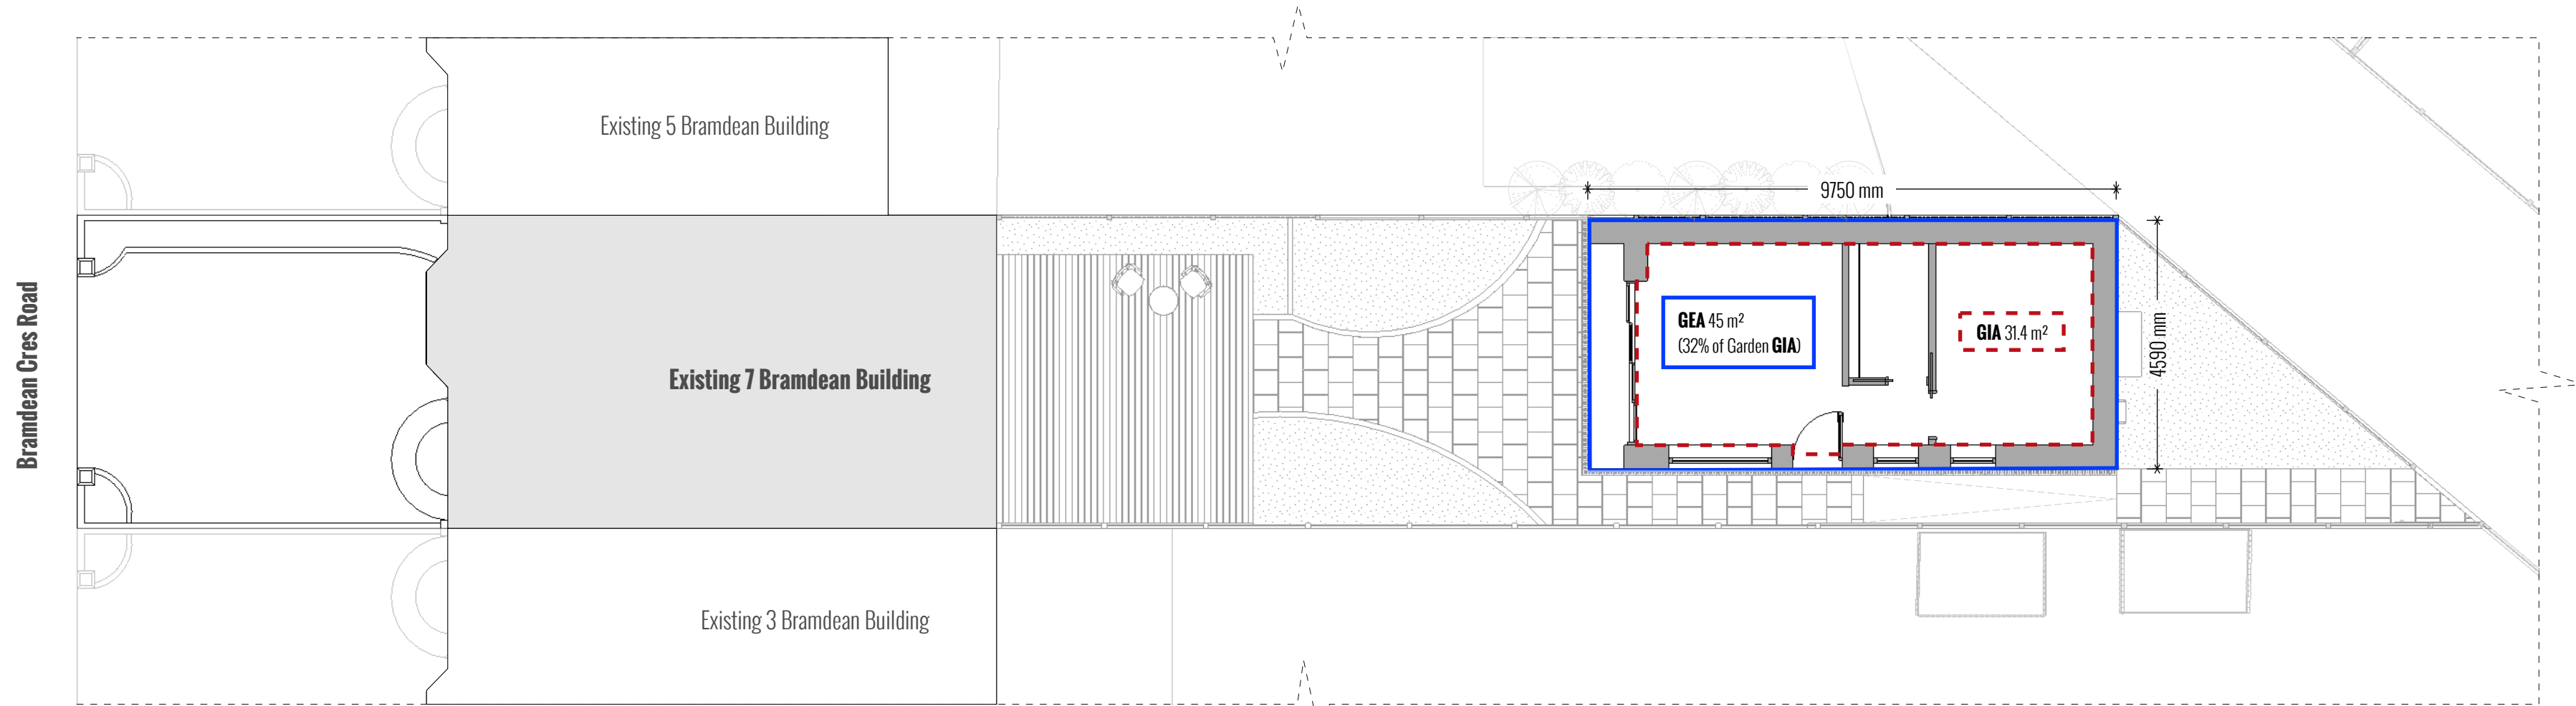 Existing 5 Bramdean Building
9750 mm
Bramdean Cres Road
GEA 45 m²
(32% of Garden GIA)
GIA 31.4 m²
4590 mm
Existing 7 Bramdean Building
Existing 3 Bramdean Building